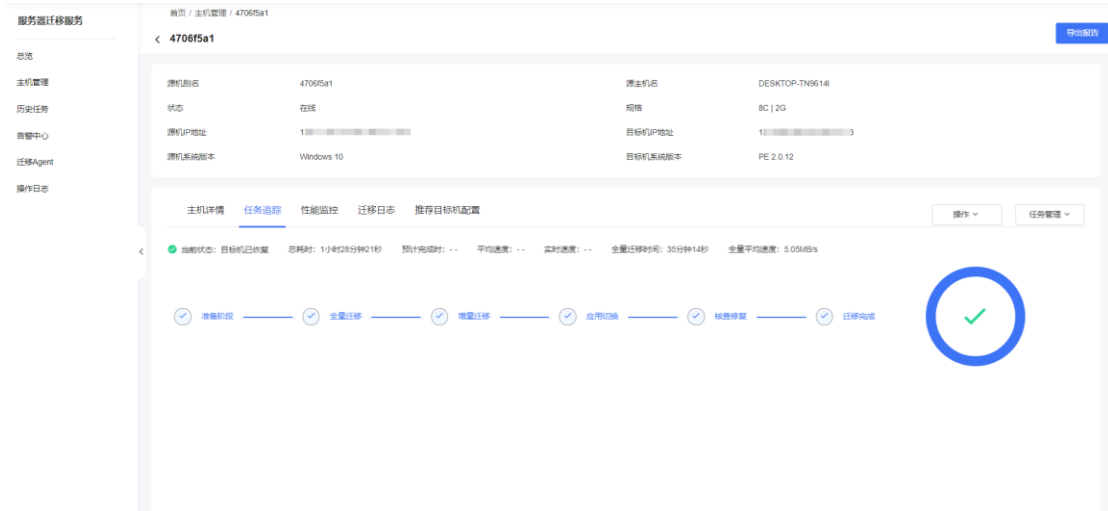 服务器迁移服务
总览
主机管理
历史任务
告警中心
迁移Agent
操作日志
首页 / 主机管理 / 4706f5a1
4706f5a1
导出报告
源机别名 4706f5a1 源主机名 DESKTOP-TN9614I
状态 在线 规格 8C | 2G
源机IP地址 目标机IP地址
源机系统版本 Windows 10 目标机系统版本 PE 2.0.12
主机详情 任务追踪 性能监控 迁移日志 推荐目标机配置 操作 任务管理
当前状态: 目标机已恢复 总耗时: 1小时28分钟21秒 预计完成时: - - 平均速度: - - 实时速度: - - 全量迁移时间: 35分钟14秒 全量平均速度: 5.05MB/s
准备阶段 全量迁移 增量迁移 应用切换 核查修复 迁移完成